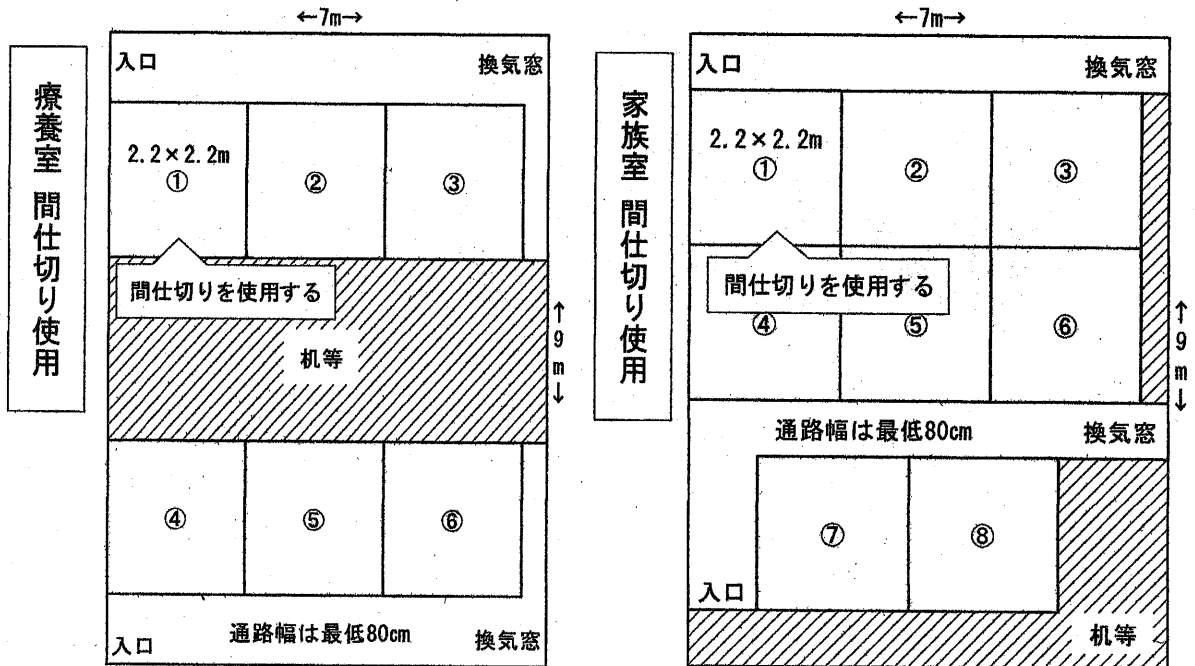 療養室 間仕切り使用
←7m→
入口
換気窓
2.2×2.2m
①
②
③
間仕切りを使用する
机等
↑9m↓
④
⑤
⑥
入口
通路幅は最低80cm
換気窓
家族室 間仕切り使用
←7m→
入口
換気窓
2.2×2.2m
①
②
③
間仕切りを使用する
④
⑤
⑥
↑9m↓
通路幅は最低80cm
換気窓
⑦
⑧
入口
机等